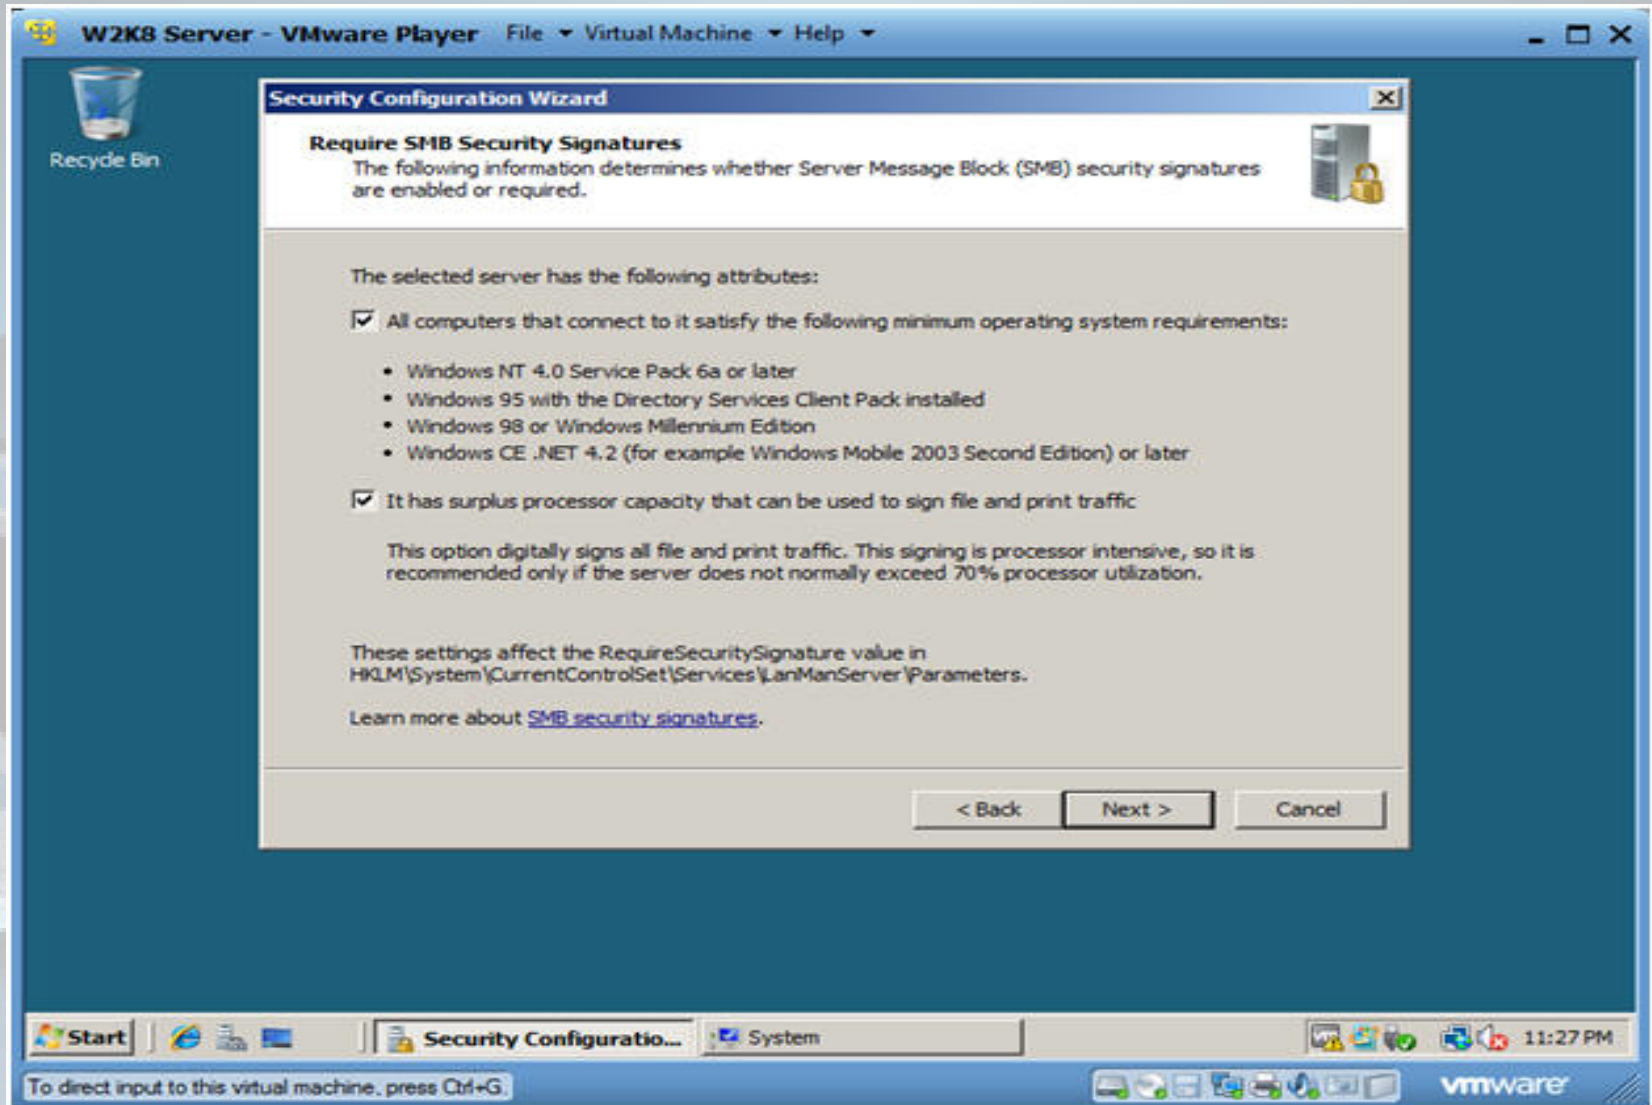 W2K8 Server - VMware Player File Virtual Machine Help
Recycle Bin
Security Configuration Wizard
Require SMB Security Signatures
The following information determines whether Server Message Block (SMB) security signatures
are enabled or required.
The selected server has the following attributes:
All computers that connect to it satisfy the following minimum operating system requirements:
• Windows NT 4.0 Service Pack 6a or later
• Windows 95 with the Directory Services Client Pack installed
• Windows 98 or Windows Millennium Edition
• Windows CE .NET 4.2 (for example Windows Mobile 2003 Second Edition) or later
It has surplus processor capacity that can be used to sign file and print traffic
This option digitally signs all file and print traffic. This signing is processor intensive, so it is
recommended only if the server does not normally exceed 70% processor utilization.
These settings affect the RequireSecuritySignature value in
HKLM\System\CurrentControlSet\Services\LanManServer\Parameters.
Learn more about SMB security signatures.
< Back Next > Cancel
Start Security Configuratio... System 11:27 PM
To direct input to this virtual machine, press Ctrl+G. vmware